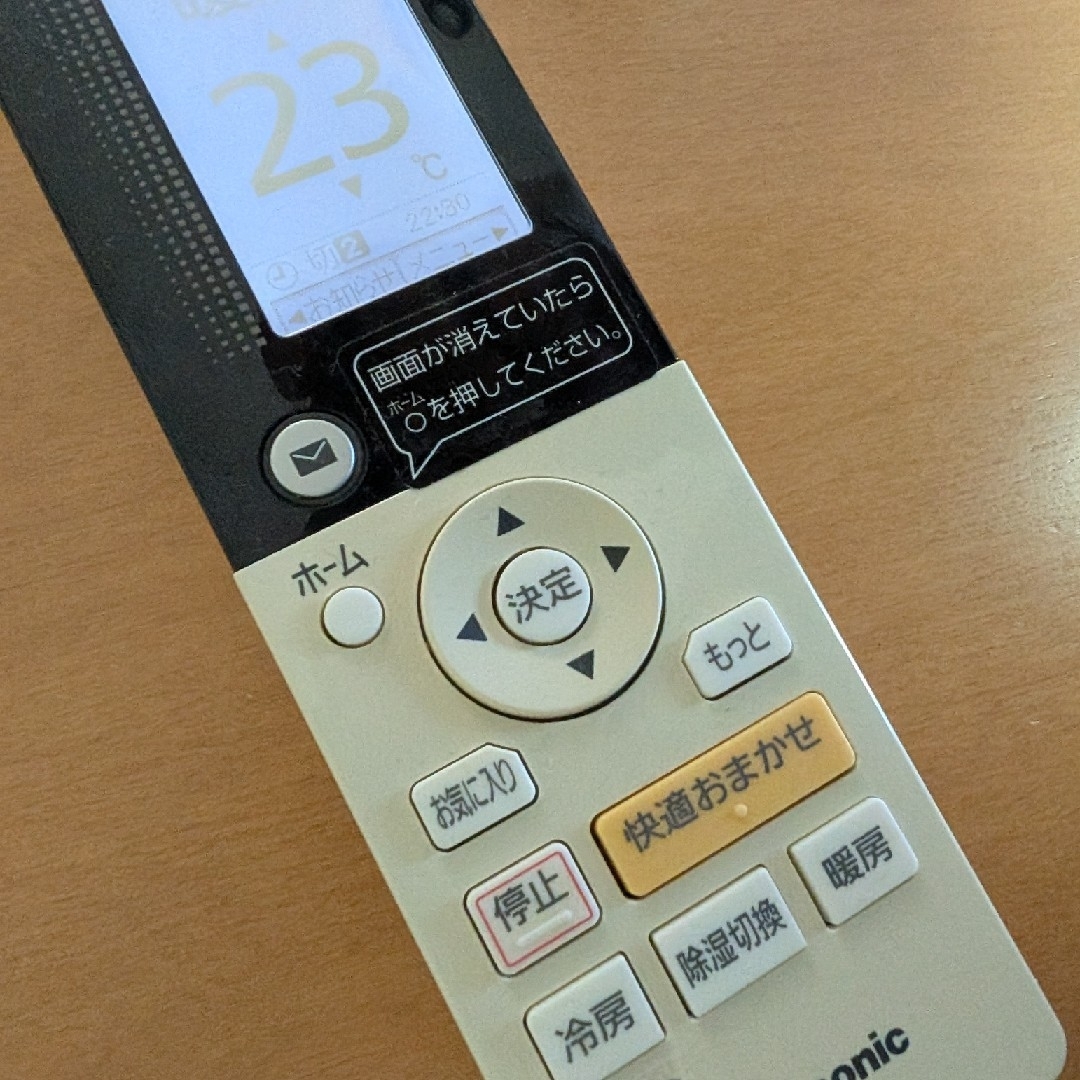 23
℃
22:30
切2
◀お知らせ|メニュー▶
画面が消えていたら
ホーム
○を押してください。
ホーム
決定
もっと
お気に入り
快適おまかせ
停止
暖房
除湿切換
冷房